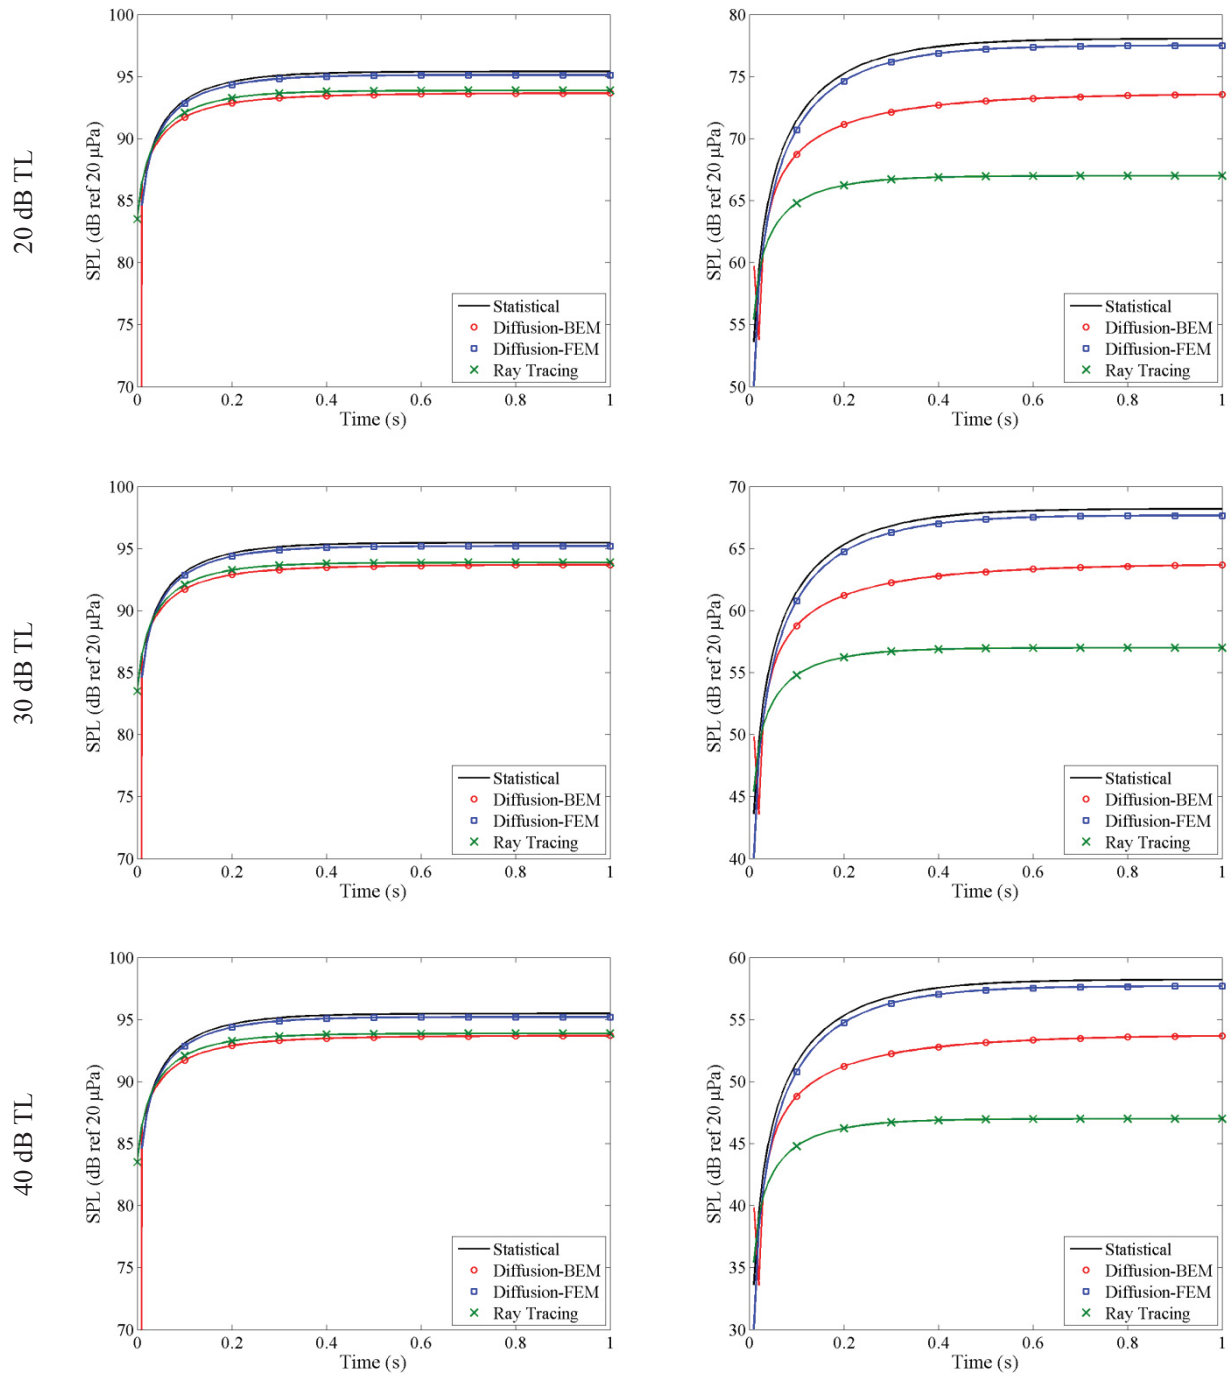 20 dB TL
SPL (dB ref 20 µPa)
100
95
90
85
80
75
70
0
0.2
0.4
0.6
0.8
1
Time (s)
Statistical
Diffusion-BEM
Diffusion-FEM
Ray Tracing
SPL (dB ref 20 µPa)
80
75
70
65
60
55
50
0
0.2
0.4
0.6
0.8
1
Time (s)
Statistical
Diffusion-BEM
Diffusion-FEM
Ray Tracing
30 dB TL
SPL (dB ref 20 µPa)
100
95
90
85
80
75
70
0
0.2
0.4
0.6
0.8
1
Time (s)
Statistical
Diffusion-BEM
Diffusion-FEM
Ray Tracing
SPL (dB ref 20 µPa)
70
65
60
55
50
45
40
0
0.2
0.4
0.6
0.8
1
Time (s)
Statistical
Diffusion-BEM
Diffusion-FEM
Ray Tracing
40 dB TL
SPL (dB ref 20 µPa)
100
95
90
85
80
75
70
0
0.2
0.4
0.6
0.8
1
Time (s)
Statistical
Diffusion-BEM
Diffusion-FEM
Ray Tracing
SPL (dB ref 20 µPa)
60
55
50
45
40
35
30
0
0.2
0.4
0.6
0.8
1
Time (s)
Statistical
Diffusion-BEM
Diffusion-FEM
Ray Tracing